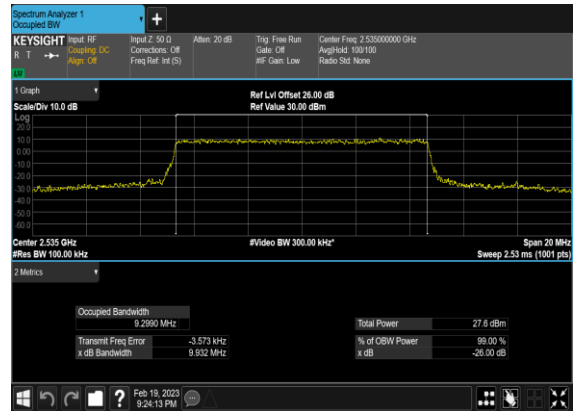 Spectrum Analyzer 1
Occupied BW
+
KEYSIGHT
R T
Input: RF
Coupling: DC
Align: Off
Input Z: 50 Ω
Corrections: Off
Freq Ref: Int (S)
Atten: 20 dB
Trig: Free Run
Gate: Off
#IF Gain: Low
Center Freq: 2.535000000 GHz
Avg|Hold: 100/100
Radio Std: None
1 Graph
Scale/Div 10.0 dB
Ref Lvl Offset 26.00 dB
Ref Value 30.00 dBm
Log
20.0
10.0
0.00
-10.0
-20.0
-30.0
-40.0
-50.0
-60.0
Center 2.535 GHz
#Res BW 100.00 kHz
#Video BW 300.00 kHz*
Span 20 MHz
Sweep 2.53 ms (1001 pts)
2 Metrics
Occupied Bandwidth
9.2990 MHz
Total Power 27.6 dBm
Transmit Freq Error -3.573 kHz
% of OBW Power 99.00 %
x dB Bandwidth 9.932 MHz
x dB -26.00 dB
?
Feb 19, 2023
9:24:13 PM